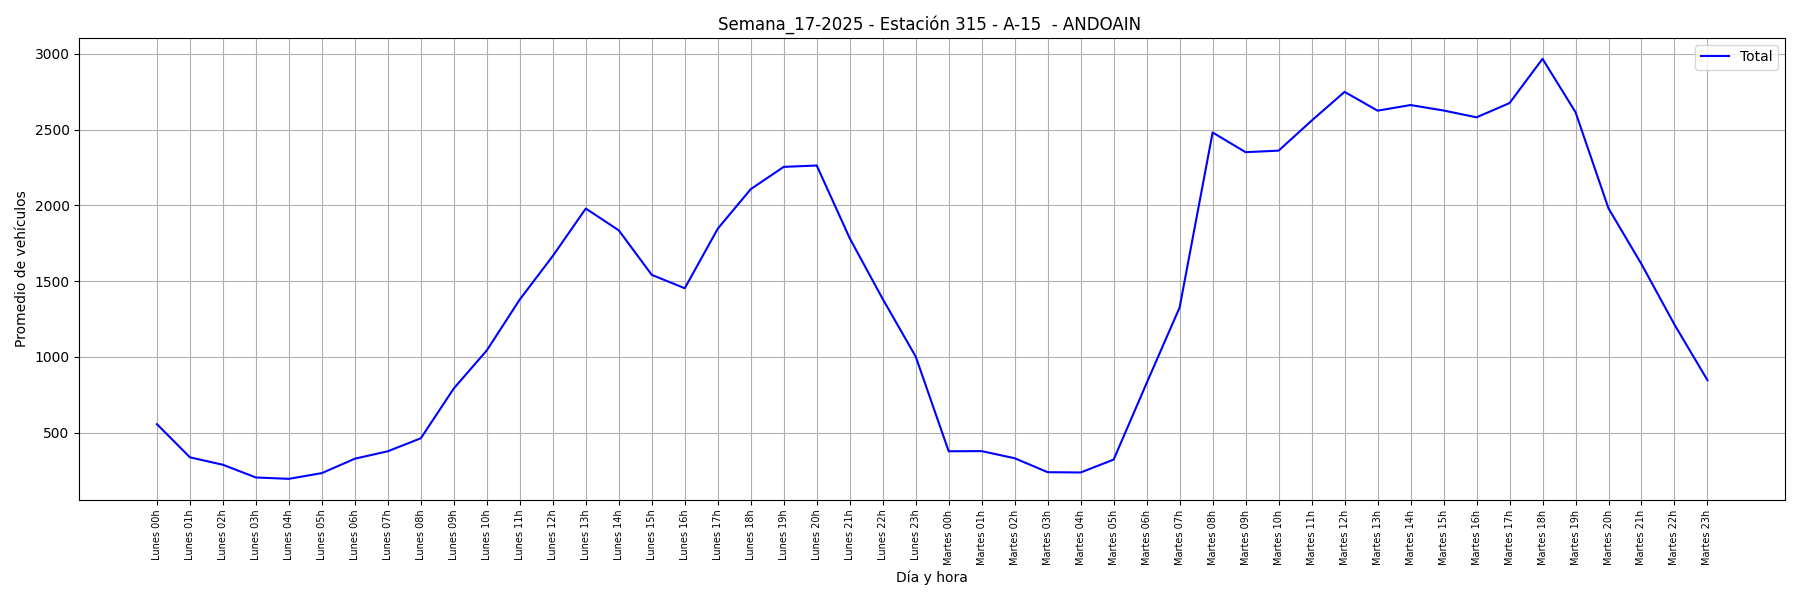 Semana_17-2025 - Estación 315 - A-15  - ANDOAIN
Total
Promedio de vehículos
3000
2500
2000
1500
1000
500
Lunes 00h
Lunes 01h
Lunes 02h
Lunes 03h
Lunes 04h
Lunes 05h
Lunes 06h
Lunes 07h
Lunes 08h
Lunes 09h
Lunes 10h
Lunes 11h
Lunes 12h
Lunes 13h
Lunes 14h
Lunes 15h
Lunes 16h
Lunes 17h
Lunes 18h
Lunes 19h
Lunes 20h
Lunes 21h
Lunes 22h
Lunes 23h
Martes 00h
Martes 01h
Martes 02h
Martes 03h
Martes 04h
Martes 05h
Martes 06h
Martes 07h
Martes 08h
Martes 09h
Martes 10h
Martes 11h
Martes 12h
Martes 13h
Martes 14h
Martes 15h
Martes 16h
Martes 17h
Martes 18h
Martes 19h
Martes 20h
Martes 21h
Martes 22h
Martes 23h
Día y hora